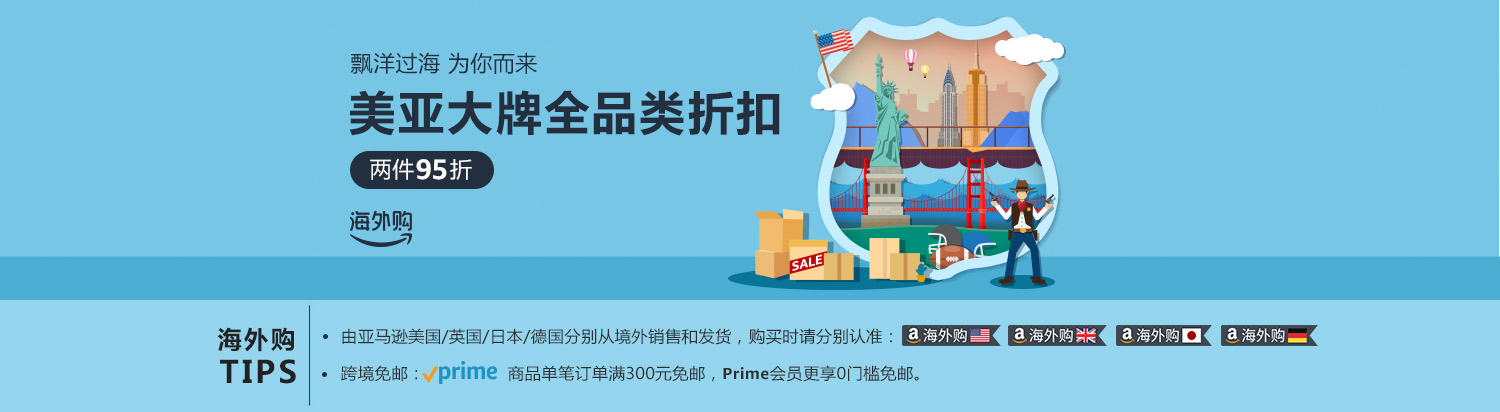 飘洋过海 为你而来
美亚大牌全品类折扣
两件95折
海外购
SALE
海外购
TIPS
• 由亚马逊美国/英国/日本/德国分别从境外销售和发货，购买时请分别认准： a海外购 a海外购 a海外购 a海外购
• 跨境免邮：prime 商品单笔订单满300元免邮，Prime会员更享0门槛免邮。